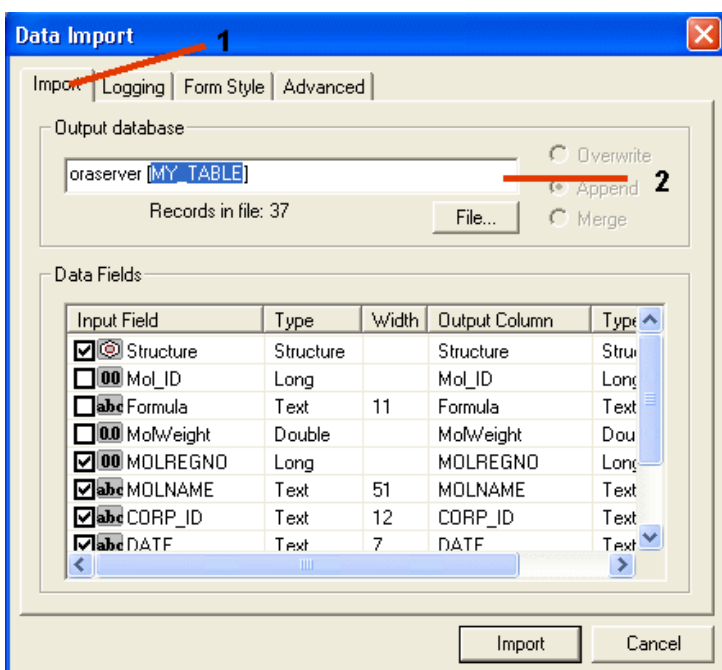 Data Import 1
Import Logging Form Style Advanced
Output database
oraserver [MY_TABLE]
Overwrite
Append 2
Merge
Records in file: 37
File...
Data Fields
Input Field Type Width Output Column Type
Structure Structure Structure Stru
00 Mol_ID Long Mol_ID Long
abc Formula Text 11 Formula Text
0.0 MolWeight Double MolWeight Dou
00 MOLREGNO Long MOLREGNO Long
abc MOLNAME Text 51 MOLNAME Text
abc CORP_ID Text 12 CORP_ID Text
abc DATE Text 7 DATE Text
Import Cancel